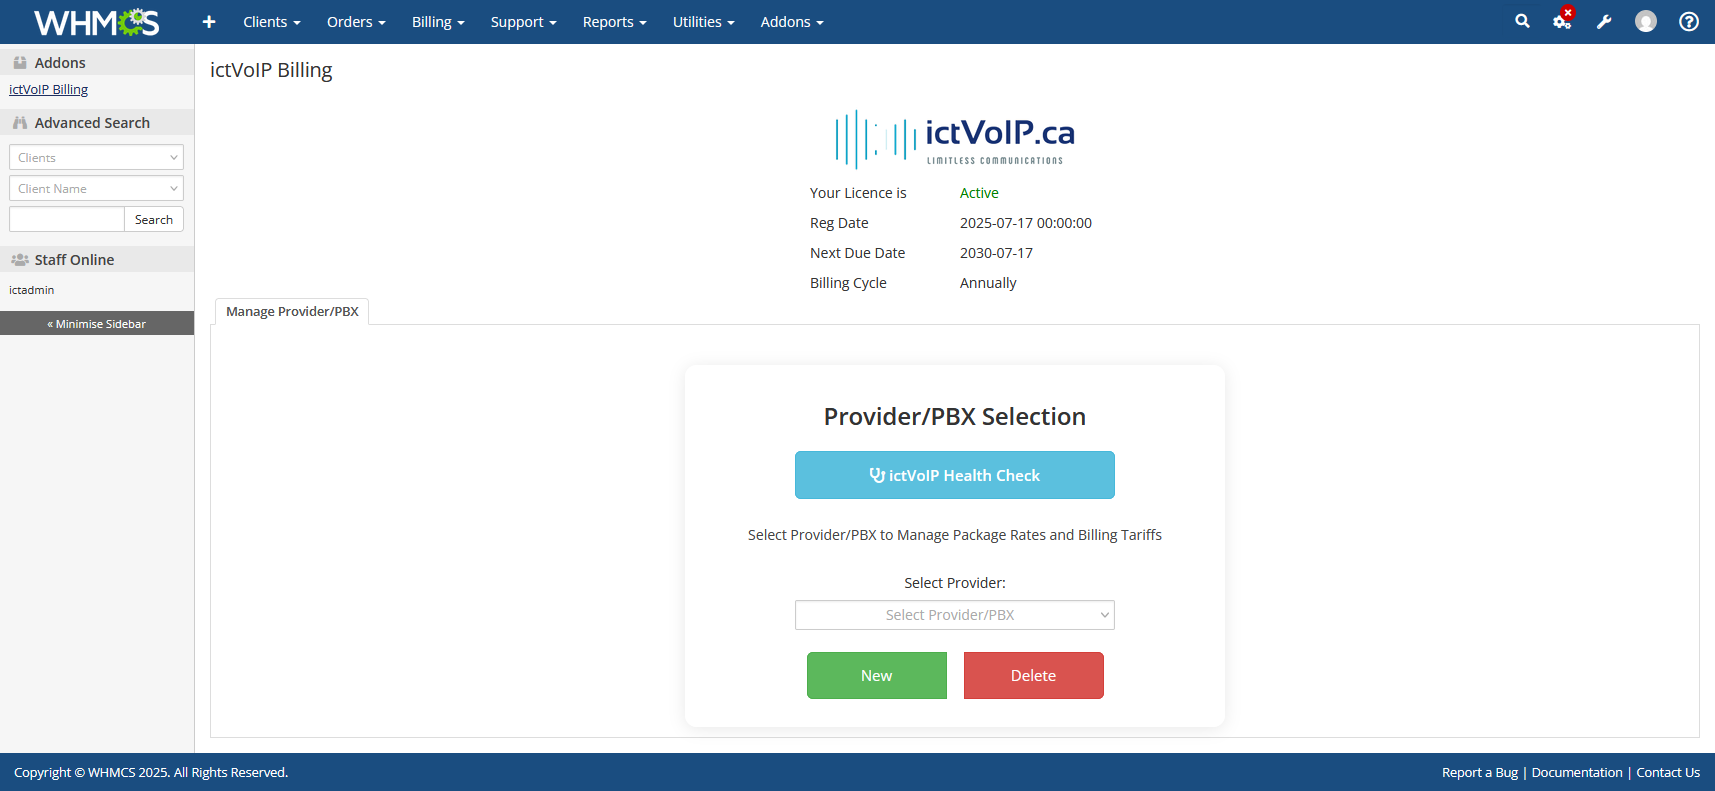 WHMCS
Clients
Orders
Billing
Support
Reports
Utilities
Addons
Addons
ictVoIP Billing
Advanced Search
Clients
Client Name
Search
Staff Online
ictadmin
« Minimise Sidebar
ictVoIP Billing
ictVoIP.ca
LIMITLESS COMMUNICATIONS
Your Licence is Active
Reg Date 2025-07-17 00:00:00
Next Due Date 2030-07-17
Billing Cycle Annually
Manage Provider/PBX
Provider/PBX Selection
ictVoIP Health Check
Select Provider/PBX to Manage Package Rates and Billing Tariffs
Select Provider:
Select Provider/PBX
New
Delete
Copyright © WHMCS 2025. All Rights Reserved.
Report a Bug | Documentation | Contact Us